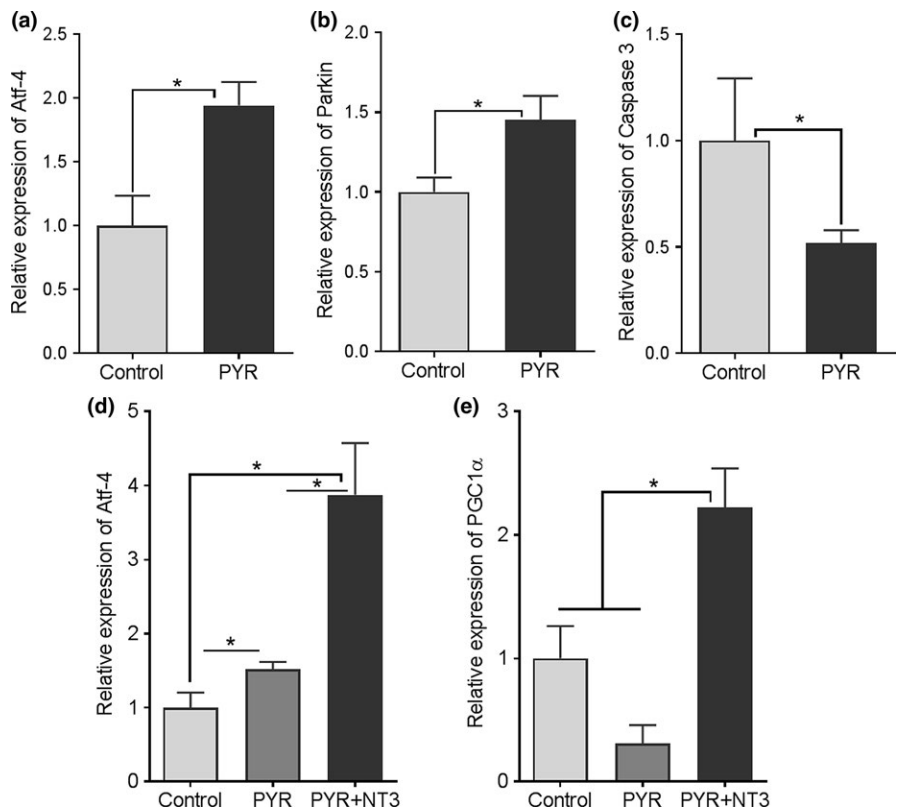 (a)
Relative expression of Atf-4
2.5
2.0
1.5
1.0
0.5
0.0
*
Control PYR
(b)
Relative expression of Parkin
2.0
1.5
1.0
1.5
0.0
*
Control PYR
(c)
Relative expression of Caspase 3
1.5
1.0
0.5
0.0
*
Control PYR
(d)
Relative expression of Atf-4
5
4
3
2
1
0
*
*
*
Control PYR PYR+NT3
(e)
Relative expression of PGC1α
3
2
1
0
*
Control PYR PYR+NT3